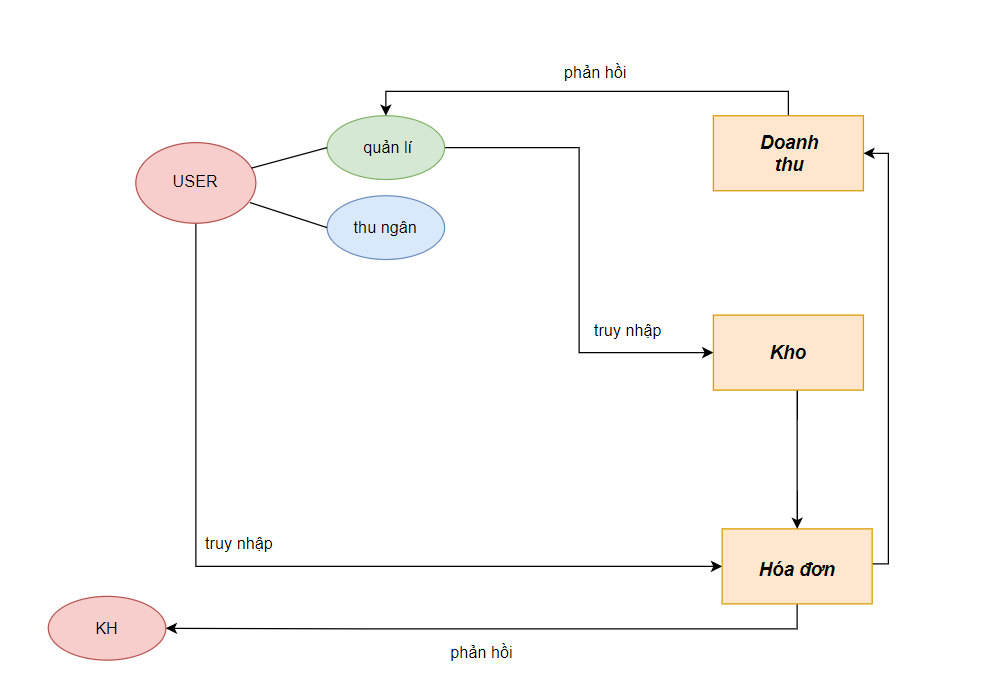 phản hồi
Doanh
thu
quản lí
USER
thu ngân
truy nhập
Kho
truy nhập
Hóa đơn
KH
phản hồi